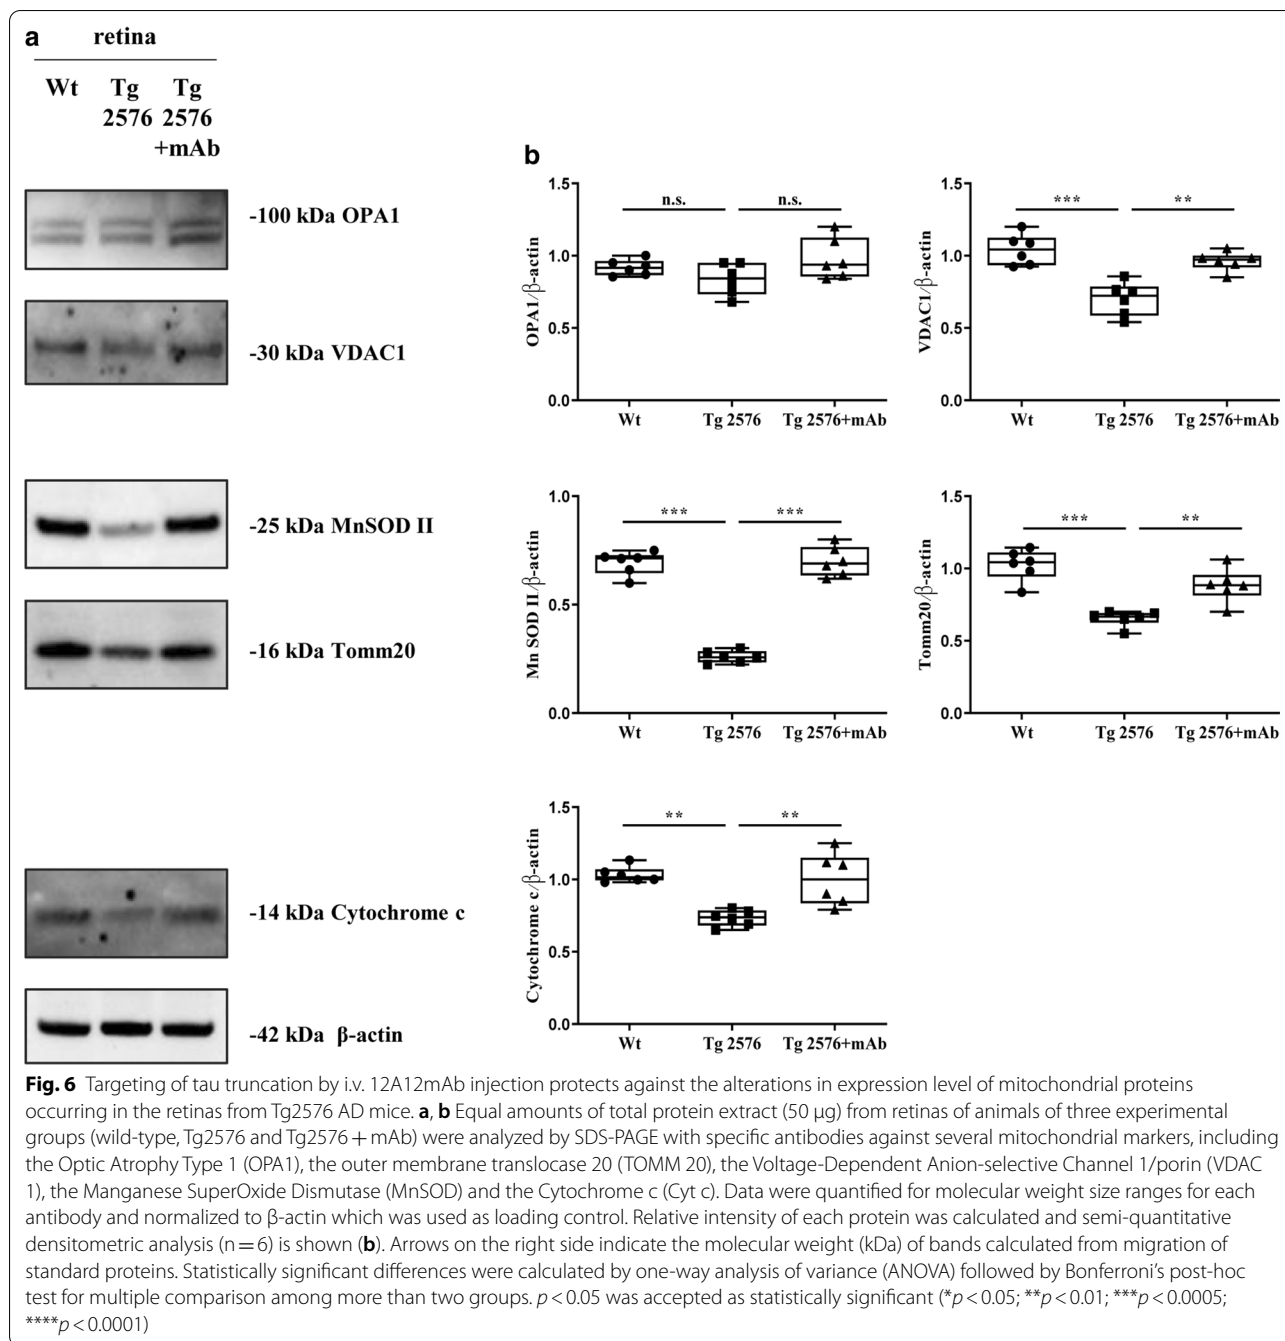 a
retina
Wt Tg 2576 Tg 2576 +mAb
-100 kDa OPA1
-30 kDa VDAC1
-25 kDa MnSOD II
-16 kDa Tomm20
-14 kDa Cytochrome c
-42 kDa β-actin
b
1.5
1.0
0.5
0.0
OPA1/β-actin
n.s. n.s.
Wt Tg 2576 Tg 2576+mAb
1.5
1.0
0.5
0.0
VDAC1/β-actin
*** **
Wt Tg 2576 Tg 2576+mAb
1.0
0.5
0.0
Mn SOD II/β-actin
*** ***
Wt Tg 2576 Tg 2576+mAb
1.5
1.0
0.5
0.0
Tomm20/β-actin
*** **
Wt Tg 2576 Tg 2576+mAb
1.5
1.0
0.5
0.0
Cytochrome c/β-actin
** **
Wt Tg 2576 Tg 2576+mAb
Fig. 6 Targeting of tau truncation by i.v. 12A12mAb injection protects against the alterations in expression level of mitochondrial proteins
occurring in the retinas from Tg2576 AD mice. a, b Equal amounts of total protein extract (50 μg) from retinas of animals of three experimental
groups (wild-type, Tg2576 and Tg2576 + mAb) were analyzed by SDS-PAGE with specific antibodies against several mitochondrial markers, including
the Optic Atrophy Type 1 (OPA1), the outer membrane translocase 20 (TOMM 20), the Voltage-Dependent Anion-selective Channel 1/porin (VDAC
1), the Manganese SuperOxide Dismutase (MnSOD) and the Cytochrome c (Cyt c). Data were quantified for molecular weight size ranges for each
antibody and normalized to β-actin which was used as loading control. Relative intensity of each protein was calculated and semi-quantitative
densitometric analysis (n = 6) is shown (b). Arrows on the right side indicate the molecular weight (kDa) of bands calculated from migration of
standard proteins. Statistically significant differences were calculated by one-way analysis of variance (ANOVA) followed by Bonferroni's post-hoc
test for multiple comparison among more than two groups. p < 0.05 was accepted as statistically significant (*p < 0.05; **p < 0.01; ***p < 0.0005;
****p < 0.0001)